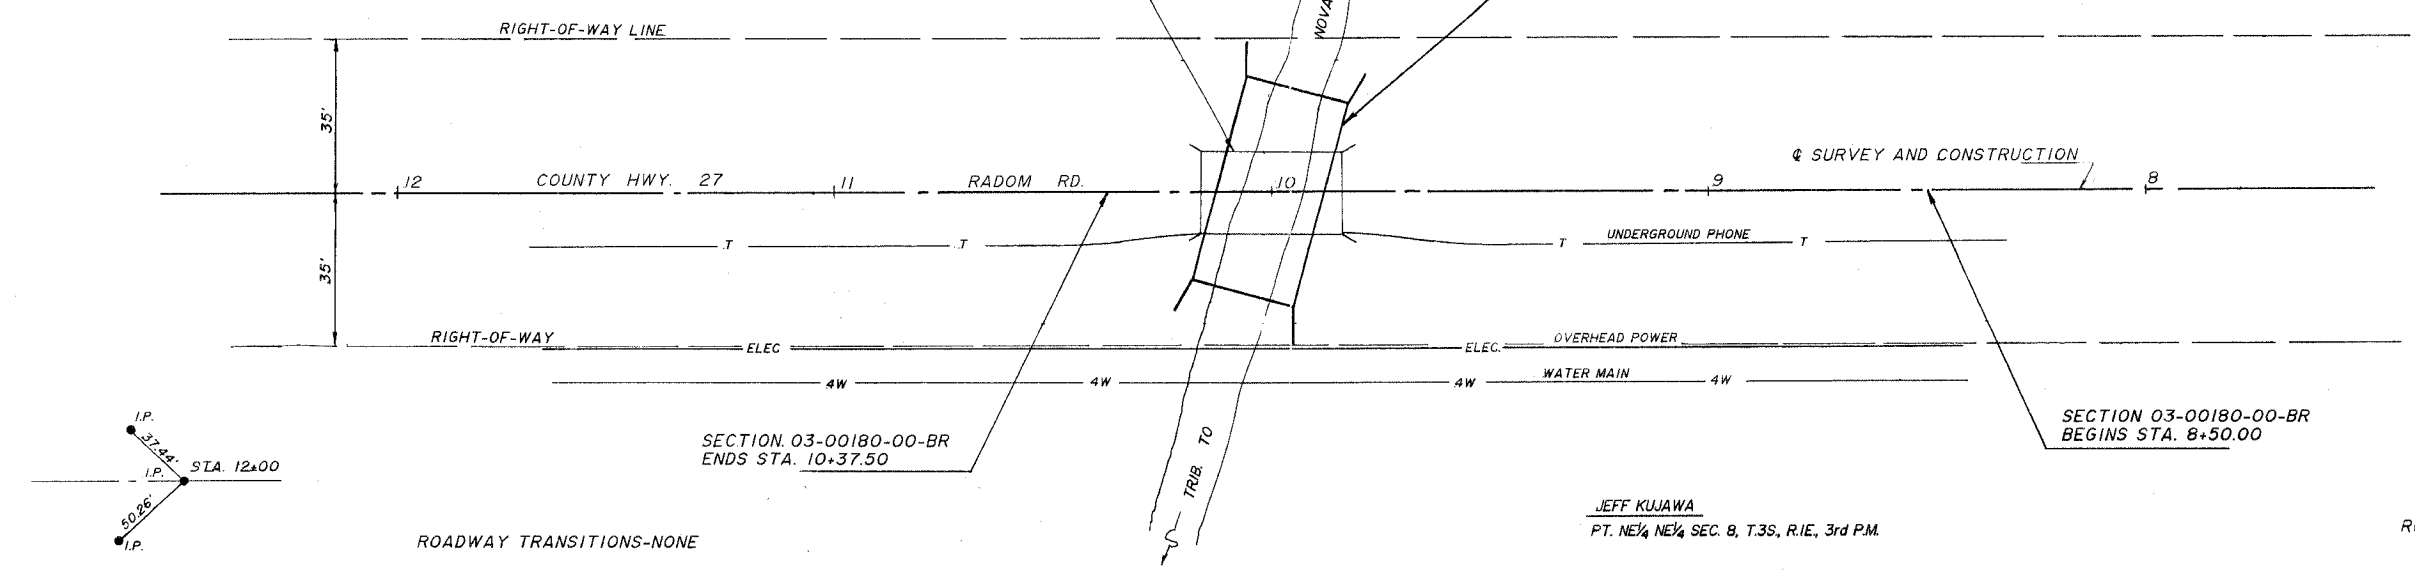 RIGHT-OF-WAY LINE
NOVA
35'
℄ SURVEY AND CONSTRUCTION
12
COUNTY HWY. 27
11
RADOM RD.
10
9
8
T
T
T
UNDERGROUND PHONE
T
35'
RIGHT-OF-WAY
ELEC
ELEC.
OVERHEAD POWER
4W
4W
4W
WATER MAIN
4W
SECTION 03-00180-00-BR
BEGINS STA. 8+50.00
SECTION. 03-00180-00-BR
ENDS STA. 10+37.50
TRIB. TO
I.P.
37.44'
I.P.
STA. 12±00
50.26'
I.P.
ROADWAY TRANSITIONS-NONE
JEFF KUJAWA
PT. NE¼ NE¼ SEC. 8, T.3S., R.1E., 3rd P.M.